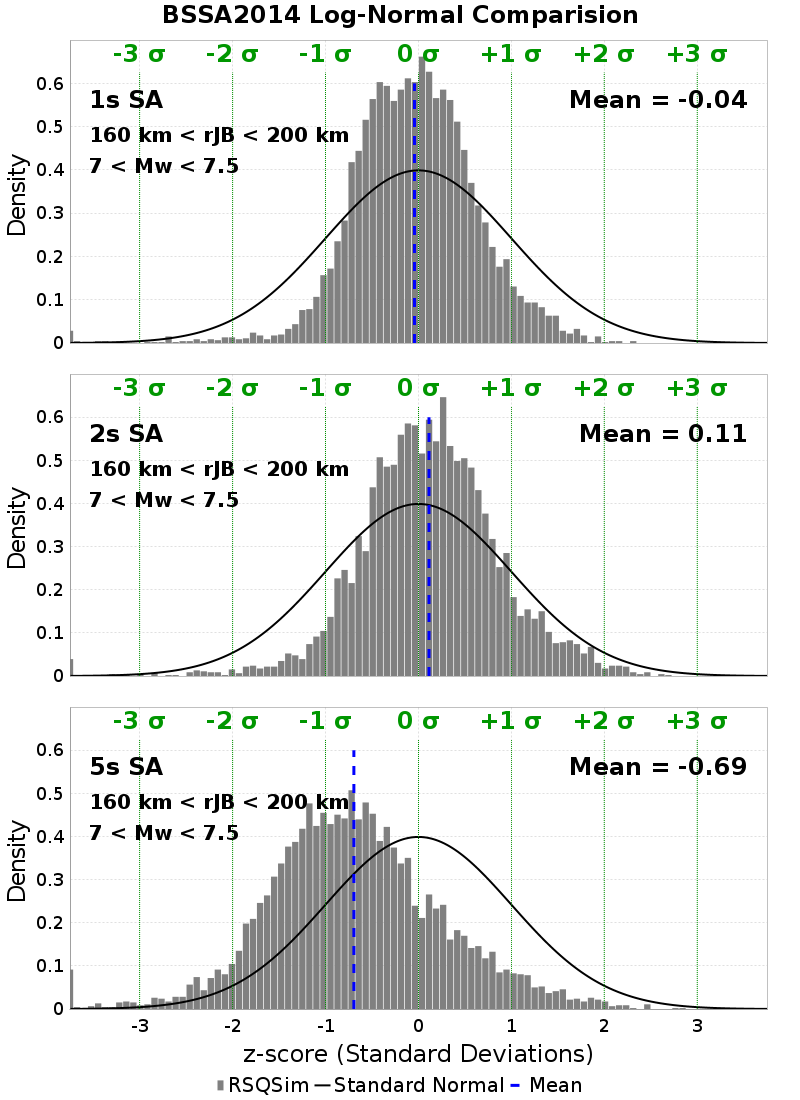 BSSA2014 Log-Normal Comparision
-3 σ -2 σ -1 σ 0 σ +1 σ +2 σ +3 σ
1s SA Mean = -0.04
160 km < rJB < 200 km
7 < Mw < 7.5
Density
0.6
0.5
0.4
0.3
0.2
0.1
0
-3 σ -2 σ -1 σ 0 σ +1 σ +2 σ +3 σ
2s SA Mean = 0.11
160 km < rJB < 200 km
7 < Mw < 7.5
Density
0.6
0.5
0.4
0.3
0.2
0.1
0
-3 σ -2 σ -1 σ 0 σ +1 σ +2 σ +3 σ
5s SA Mean = -0.69
160 km < rJB < 200 km
7 < Mw < 7.5
Density
0.6
0.5
0.4
0.3
0.2
0.1
0
-3 -2 -1 0 1 2 3
z-score (Standard Deviations)
RSQSim Standard Normal Mean